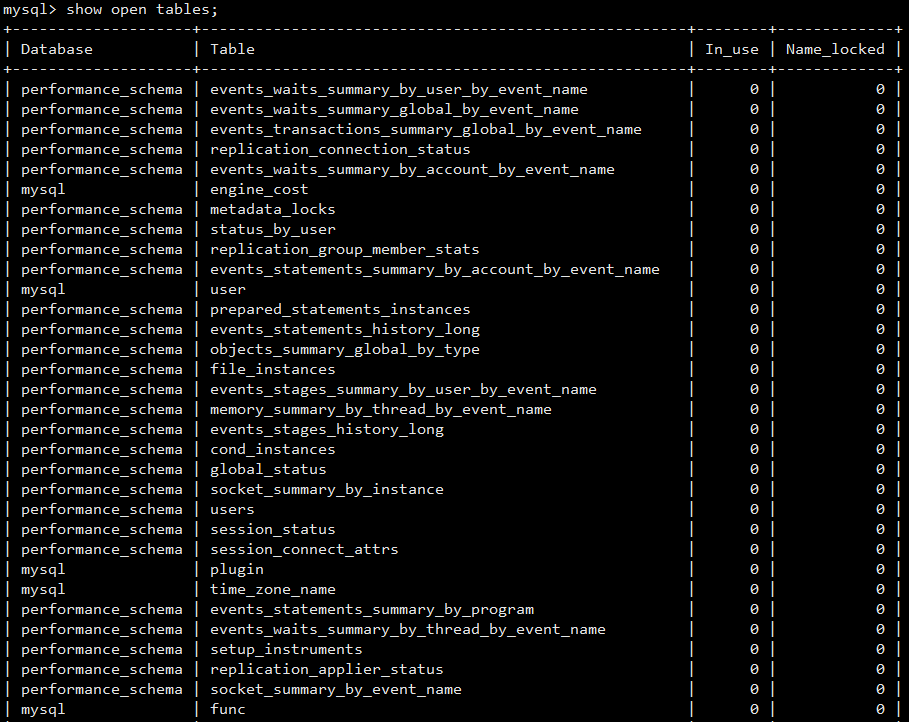 mysql> show open tables;
+--------------------+------------------------------------------------------+--------+-------------+
| Database           | Table                                                | In_use | Name_locked |
+--------------------+------------------------------------------------------+--------+-------------+
| performance_schema | events_waits_summary_by_user_by_event_name           |      0 |           0 |
| performance_schema | events_waits_summary_global_by_event_name            |      0 |           0 |
| performance_schema | events_transactions_summary_global_by_event_name     |      0 |           0 |
| performance_schema | replication_connection_status                        |      0 |           0 |
| performance_schema | events_waits_summary_by_account_by_event_name        |      0 |           0 |
| mysql              | engine_cost                                          |      0 |           0 |
| performance_schema | metadata_locks                                       |      0 |           0 |
| performance_schema | status_by_user                                       |      0 |           0 |
| performance_schema | replication_group_member_stats                       |      0 |           0 |
| performance_schema | events_statements_summary_by_account_by_event_name   |      0 |           0 |
| mysql              | user                                                 |      0 |           0 |
| performance_schema | prepared_statements_instances                        |      0 |           0 |
| performance_schema | events_statements_history_long                       |      0 |           0 |
| performance_schema | objects_summary_global_by_type                       |      0 |           0 |
| performance_schema | file_instances                                       |      0 |           0 |
| performance_schema | events_stages_summary_by_user_by_event_name          |      0 |           0 |
| performance_schema | memory_summary_by_thread_by_event_name               |      0 |           0 |
| performance_schema | events_stages_history_long                           |      0 |           0 |
| performance_schema | cond_instances                                       |      0 |           0 |
| performance_schema | global_status                                        |      0 |           0 |
| performance_schema | socket_summary_by_instance                           |      0 |           0 |
| performance_schema | users                                                |      0 |           0 |
| performance_schema | session_status                                       |      0 |           0 |
| performance_schema | session_connect_attrs                                |      0 |           0 |
| mysql              | plugin                                               |      0 |           0 |
| mysql              | time_zone_name                                       |      0 |           0 |
| performance_schema | events_statements_summary_by_program                 |      0 |           0 |
| performance_schema | events_waits_summary_by_thread_by_event_name         |      0 |           0 |
| performance_schema | setup_instruments                                    |      0 |           0 |
| performance_schema | replication_applier_status                           |      0 |           0 |
| performance_schema | socket_summary_by_event_name                         |      0 |           0 |
| mysql              | func                                                 |      0 |           0 |